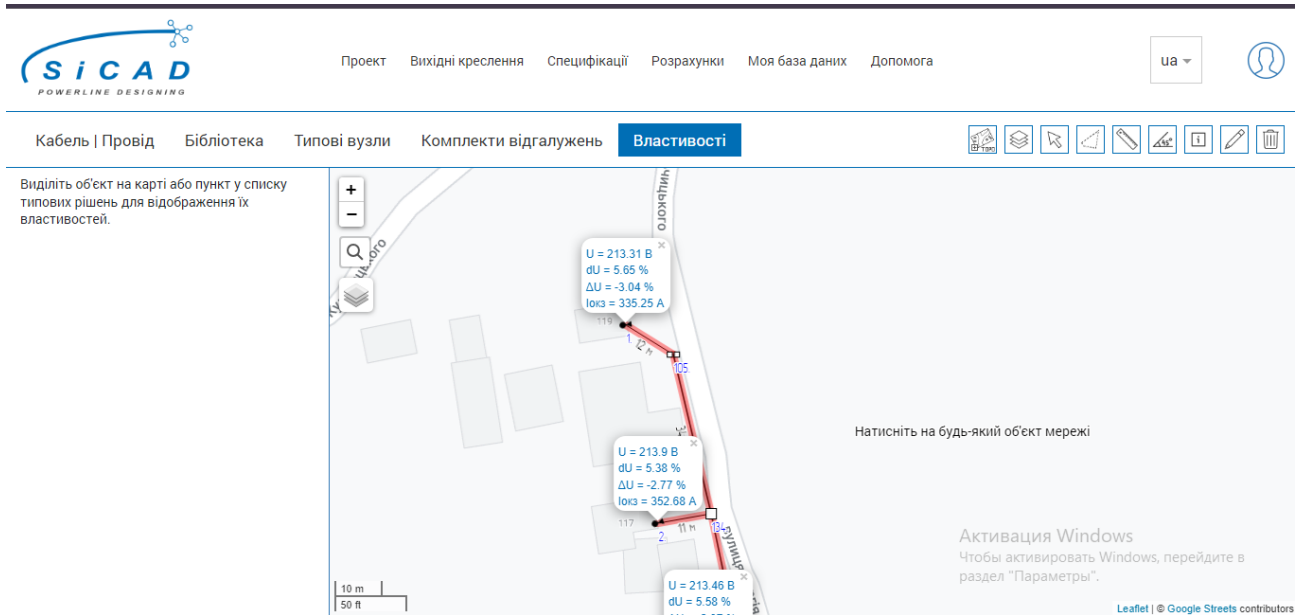 SiCAD
POWERLINE DESIGNING
Проект Вихідні креслення Специфікації Розрахунки Моя база даних Допомога
ua
Кабель | Провід Бібліотека Типові вузли Комплекти відгалужень Властивості
Виділіть об'єкт на карті або пункт у списку
типових рішень для відображення їх
властивостей.
+
−
U = 213.31 В
dU = 5.65 %
ΔU = -3.04 %
Iокз = 335.25 А
119
1.
12 м
105.
Натисніть на будь-який об'єкт мережі
U = 213.9 В
dU = 5.38 %
ΔU = -2.77 %
Iокз = 352.68 А
117
2.
11 м
134.
вулиця
U = 213.46 В
dU = 5.58 %
10 m
50 ft
Активация Windows
Чтобы активировать Windows, перейдите в
раздел "Параметры".
Leaflet | © Google Streets contributors